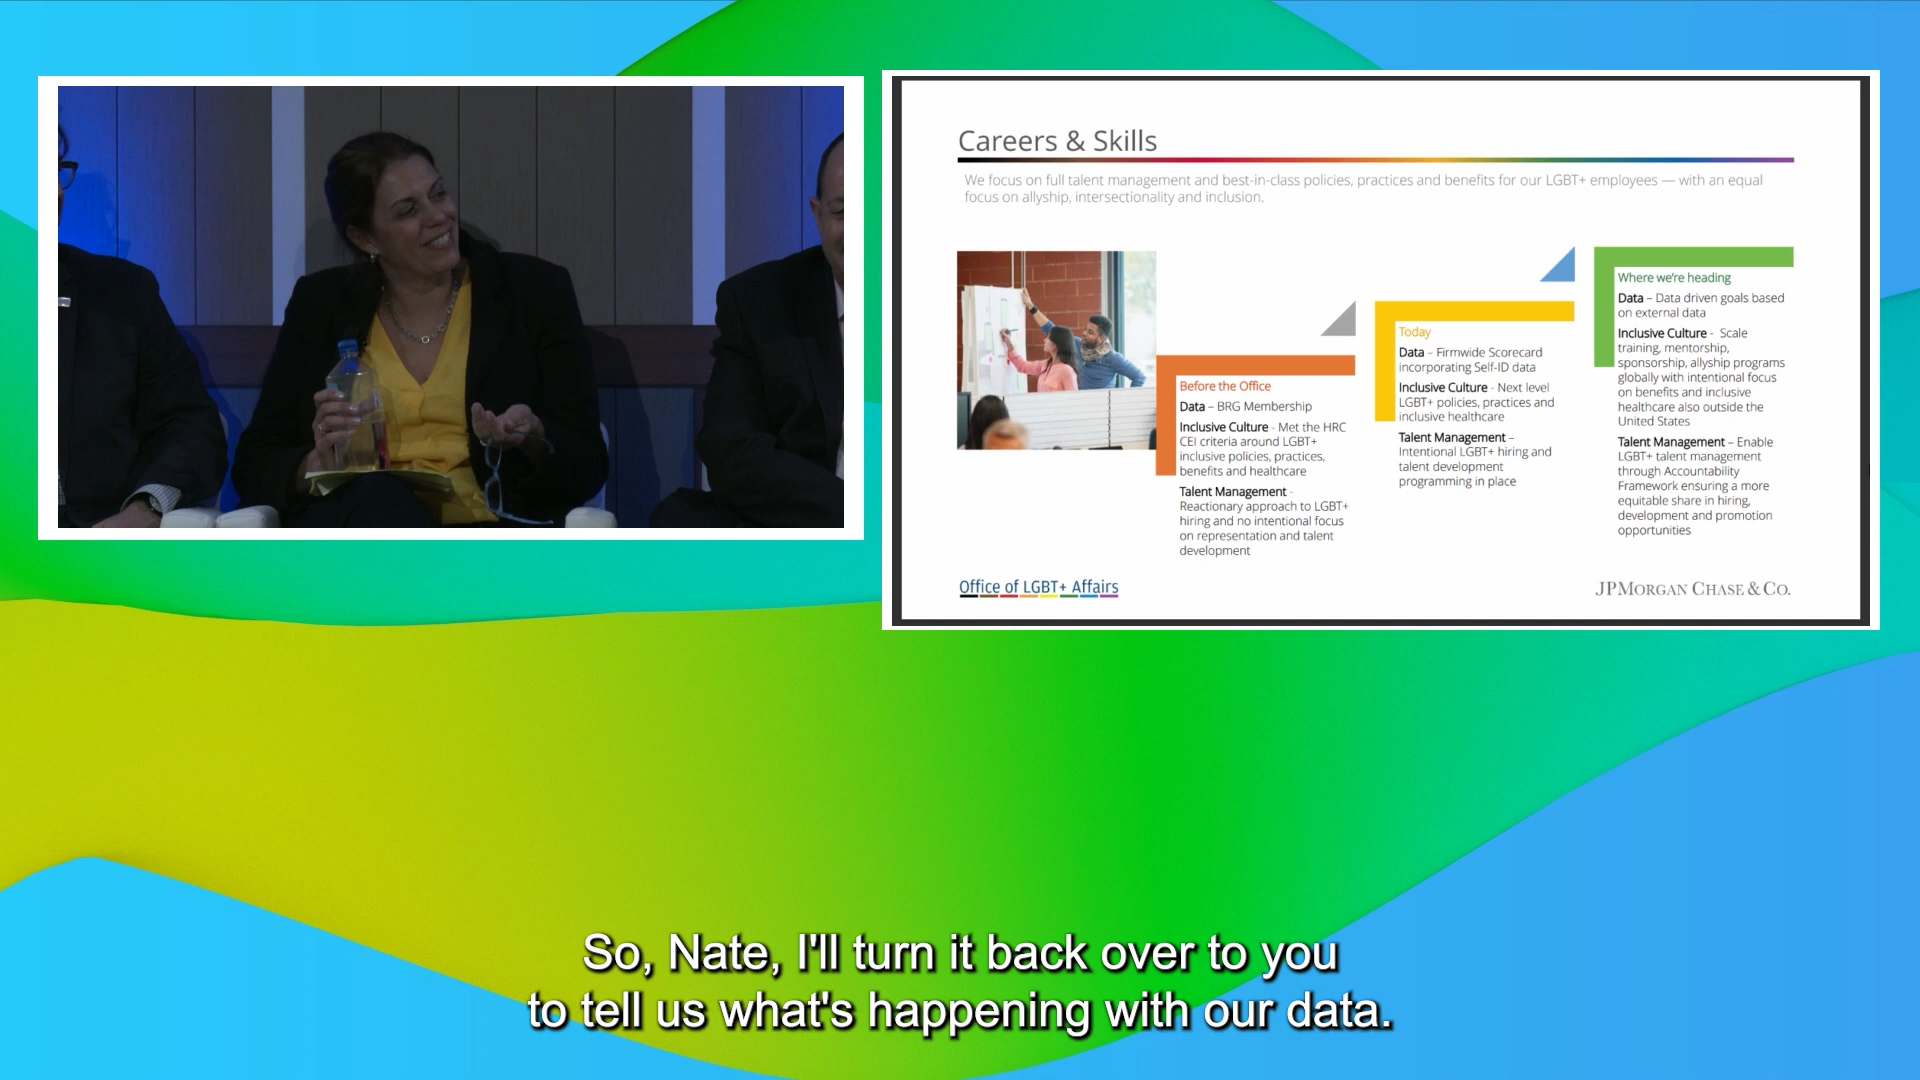 Careers & Skills
We focus on full talent management and best-in-class policies, practices and benefits for our LGBT+ employees — with an equal
focus on allyship, intersectionality and inclusion.
Before the Office
Data – BRG Membership
Inclusive Culture - Met the HRC
CEI criteria around LGBT+
inclusive policies, practices,
benefits and healthcare
Talent Management -
Reactionary approach to LGBT+
hiring and no intentional focus
on representation and talent
development
Today
Data – Firmwide Scorecard
incorporating Self-ID data
Inclusive Culture - Next level
LGBT+ policies, practices and
inclusive healthcare
Talent Management –
Intentional LGBT+ hiring and
talent development
programming in place
Where we're heading
Data – Data driven goals based
on external data
Inclusive Culture - Scale
training, mentorship,
sponsorship, allyship programs
globally with intentional focus
on benefits and inclusive
healthcare also outside the
United States
Talent Management – Enable
LGBT+ talent management
through Accountability
Framework ensuring a more
equitable share in hiring,
development and promotion
opportunities
Office of LGBT+ Affairs
JPMORGAN CHASE & CO.
So, Nate, I'll turn it back over to you
to tell us what's happening with our data.